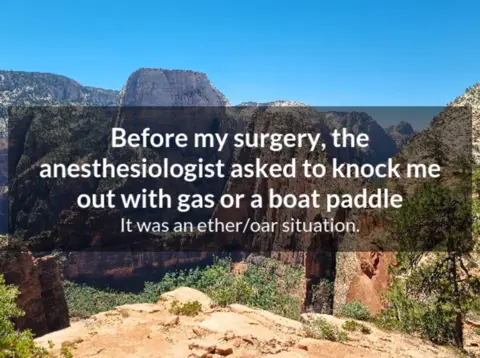 Before my surgery, the
anesthesiologist asked to knock me
out with gas or a boat paddle
It was an ether/oar situation.